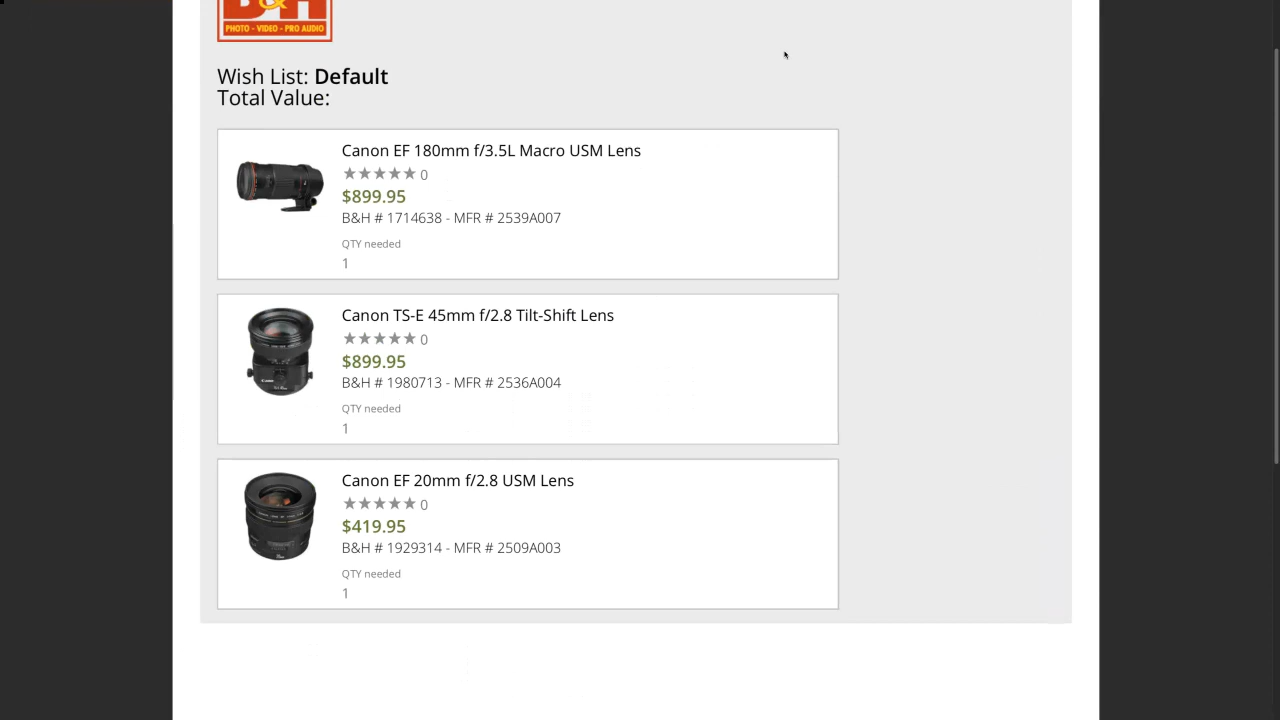 B&H
PHOTO - VIDEO - PRO AUDIO
Wish List: Default
Total Value:
Canon EF 180mm f/3.5L Macro USM Lens
0
$899.95
B&H # 1714638 - MFR # 2539A007
QTY needed
1
Canon TS-E 45mm f/2.8 Tilt-Shift Lens
0
$899.95
B&H # 1980713 - MFR # 2536A004
QTY needed
1
Canon EF 20mm f/2.8 USM Lens
0
$419.95
B&H # 1929314 - MFR # 2509A003
QTY needed
1